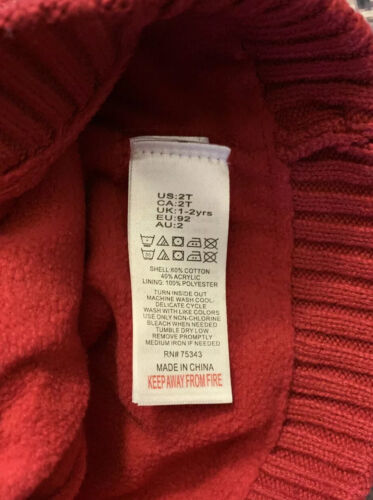 US:2T
CA:2T
UK:1-2yrs
EU:92
AU:2
SHELL:60% COTTON
40% ACRYLIC
LINING: 100% POLYESTER
TURN INSIDE OUT
MACHINE WASH COOL,
DELICATE CYCLE
WASH WITH LIKE COLORS
USE ONLY NON-CHLORINE
BLEACH WHEN NEEDED
TUMBLE DRY LOW
REMOVE PROMPTLY
MEDIUM IRON IF NEEDED
RN# 75343
MADE IN CHINA
KEEP AWAY FROM FIRE